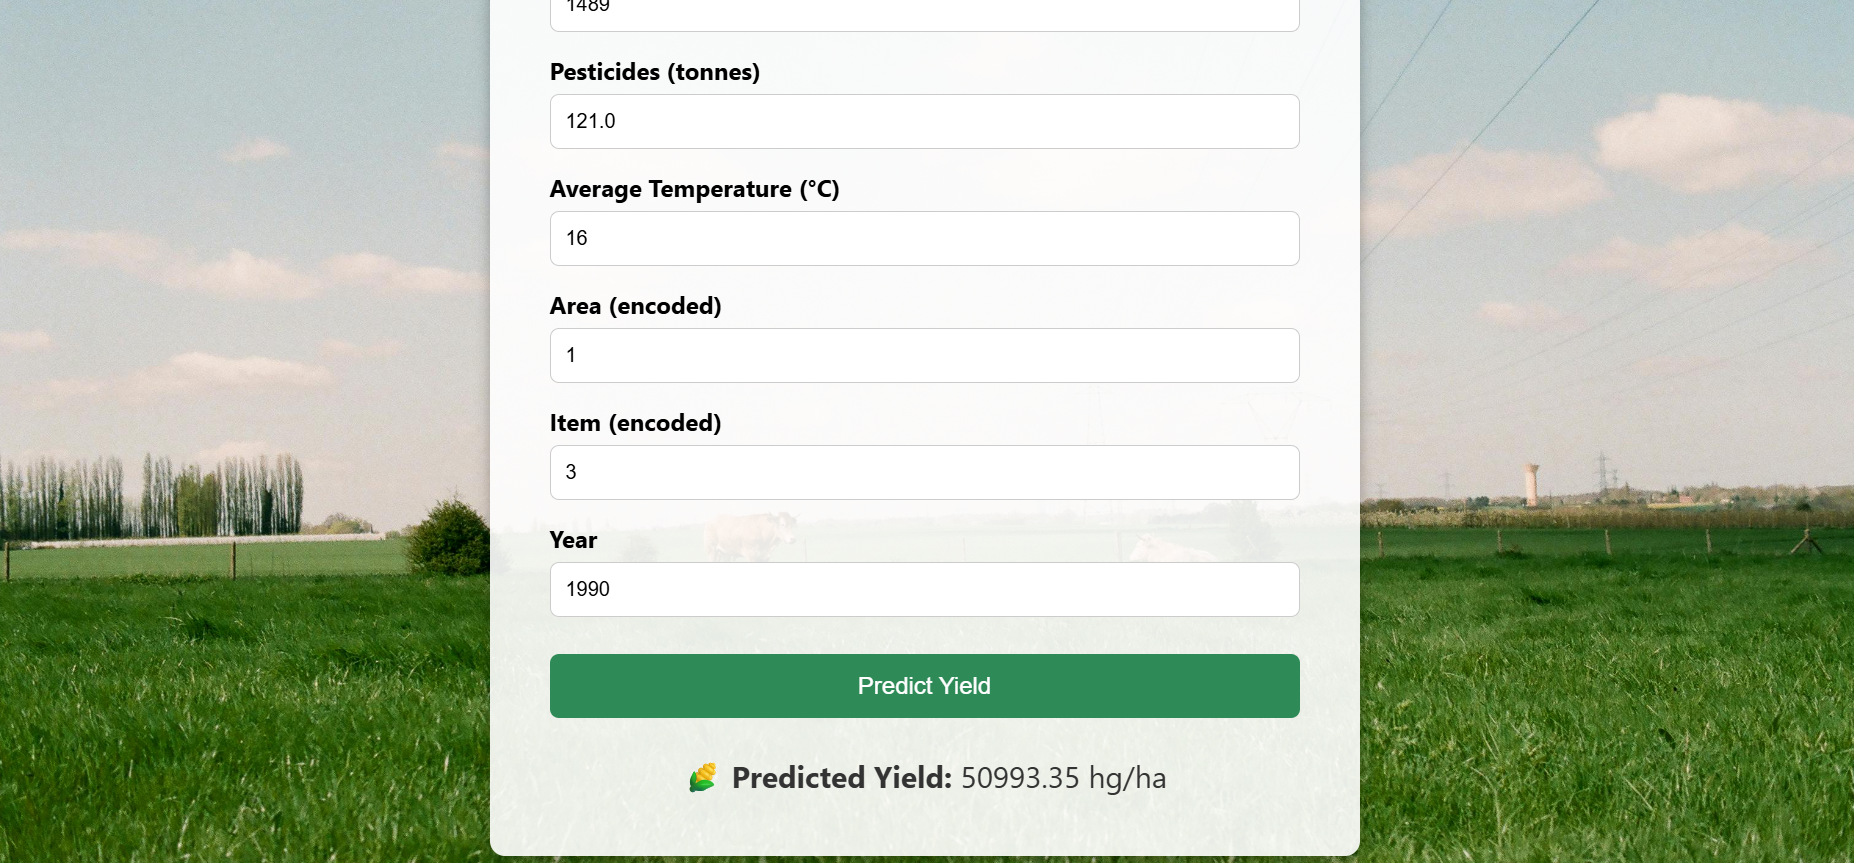 1489
Pesticides (tonnes)
121.0
Average Temperature (°C)
16
Area (encoded)
1
Item (encoded)
3
Year
1990
Predict Yield
🌽 Predicted Yield: 50993.35 hg/ha